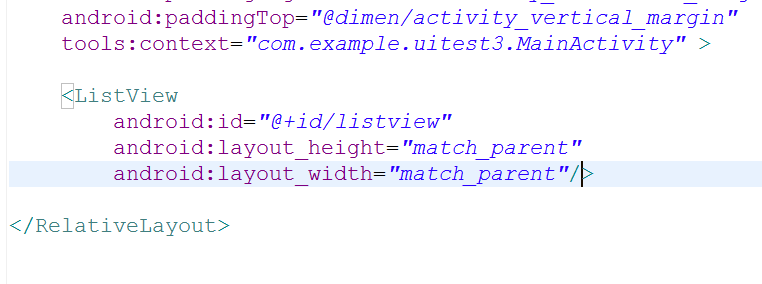 android:paddingTop="@dimen/activity_vertical_margin"
tools:context="com.example.uitest3.MainActivity" >
<ListView
android:id="@+id/listview"
android:layout_height="match_parent"
android:layout_width="match_parent"/>
</RelativeLayout>